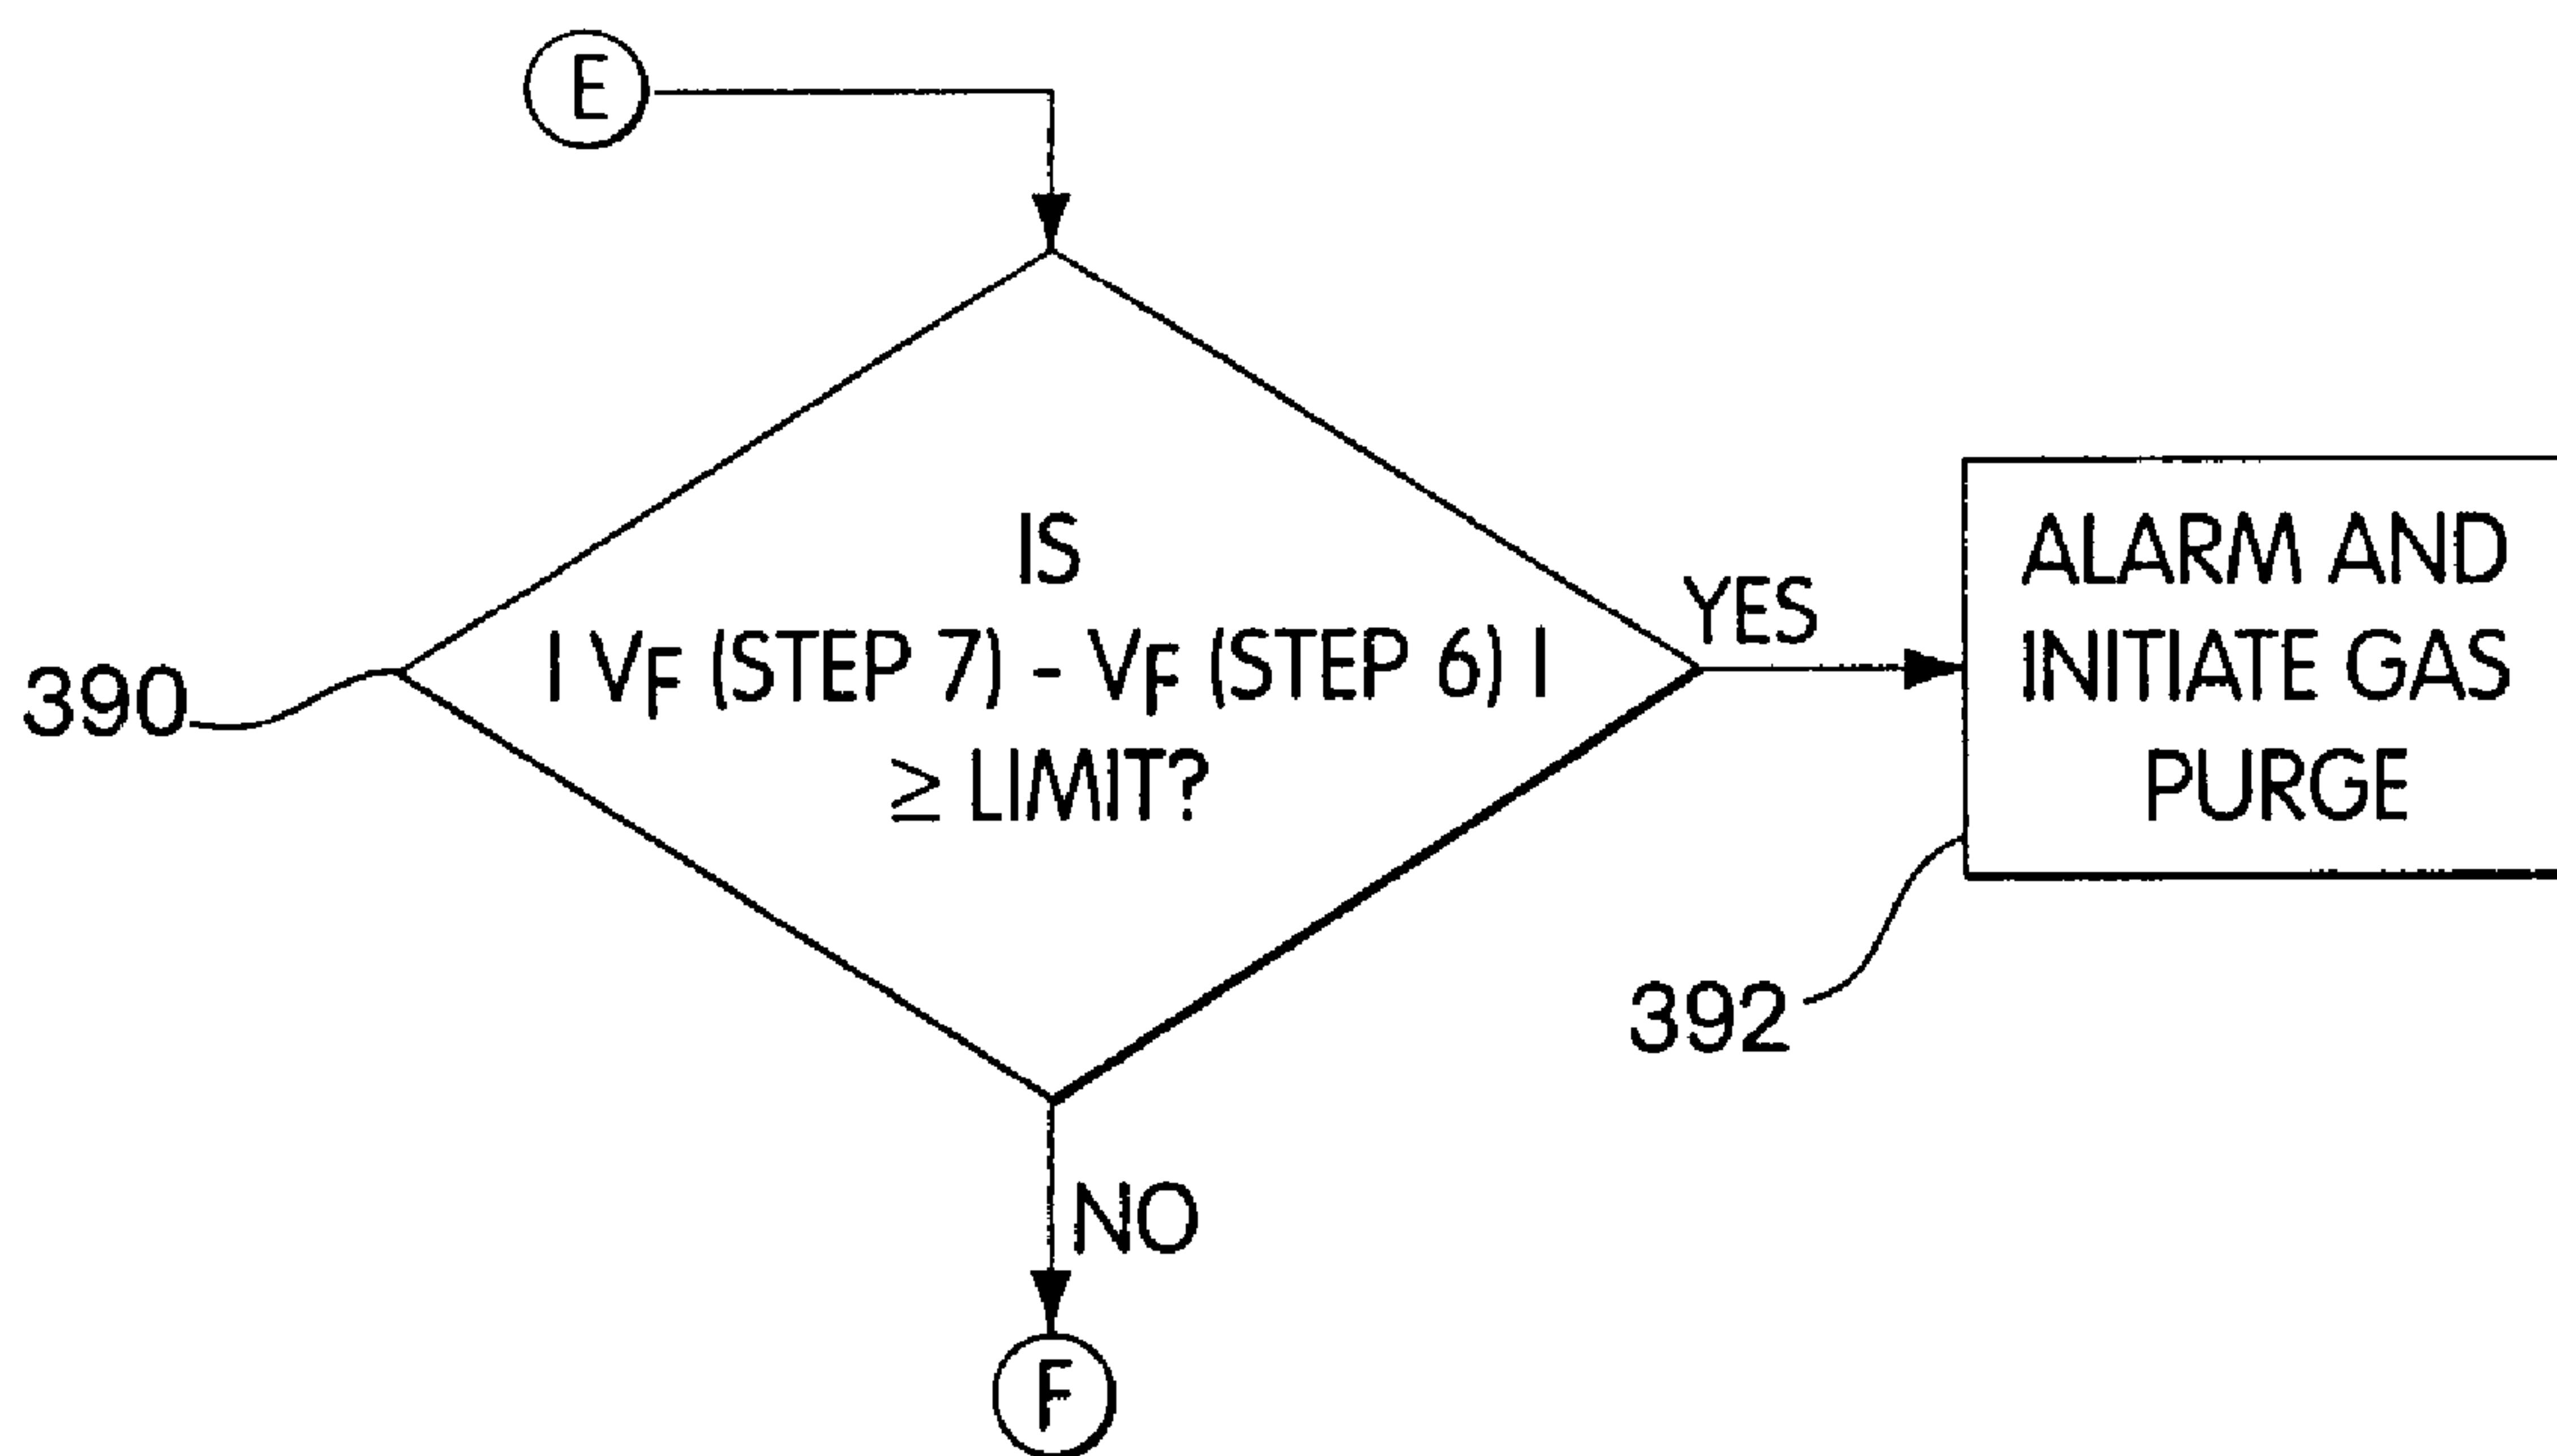 E
IS
| VF (STEP 7) - VF (STEP 6) |
≥ LIMIT?
YES
ALARM AND
INITIATE GAS
PURGE
390
392
NO
F